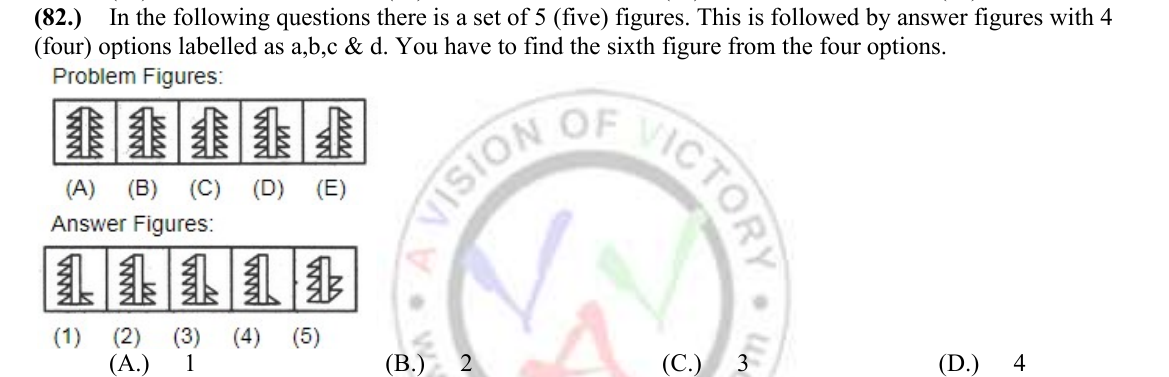 (82.) In the following questions there is a set of 5 (five) figures. This is followed by answer figures with 4
(four) options labelled as a,b,c & d. You have to find the sixth figure from the four options.
Problem Figures:
(A) (B) (C) (D) (E)
Answer Figures:
(1) (2) (3) (4) (5)
(A.) 1 (B.) 2 (C.) 3 (D.) 4
A VISION OF VICTORY